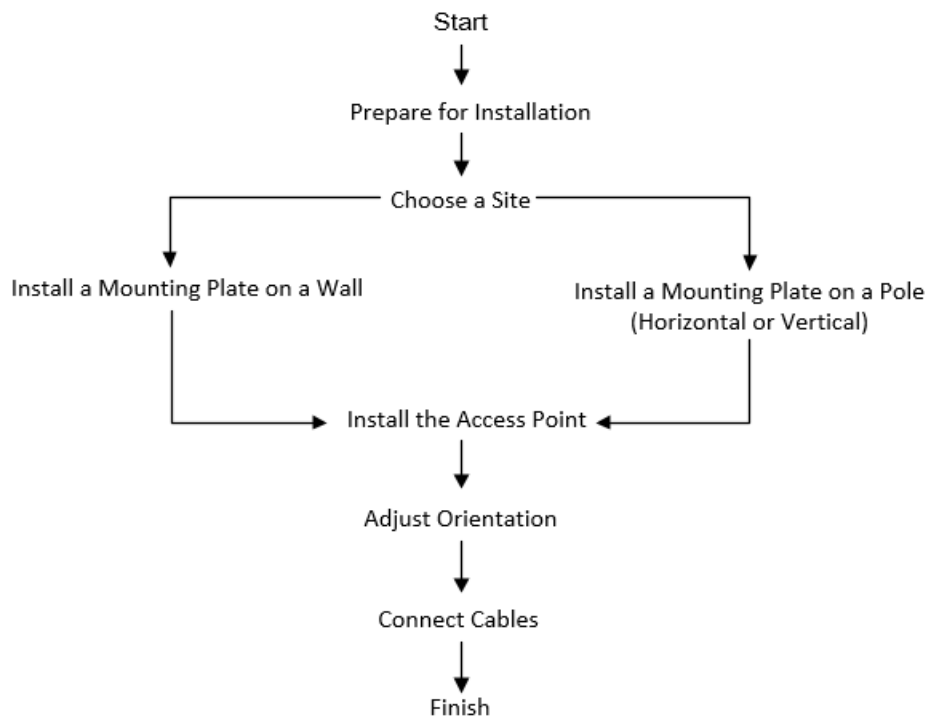 Start
Prepare for Installation
Choose a Site
Install a Mounting Plate on a Wall
Install a Mounting Plate on a Pole
(Horizontal or Vertical)
Install the Access Point
Adjust Orientation
Connect Cables
Finish